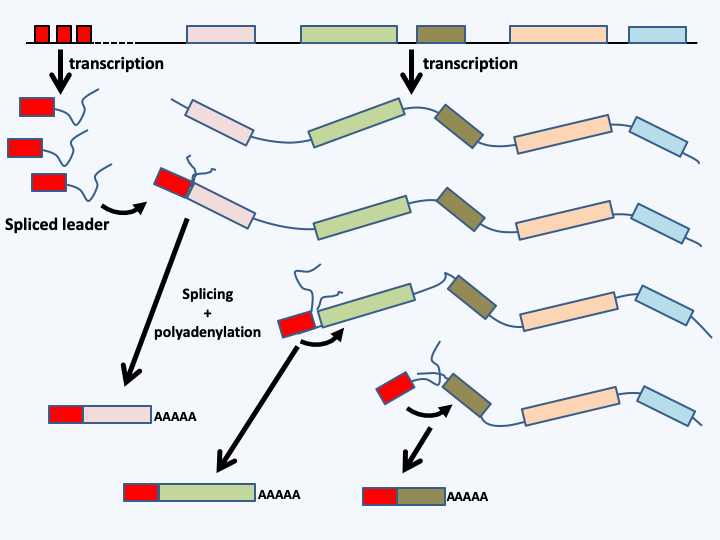 transcription
transcription
Spliced leader
Splicing
+
polyadenylation
AAAAA
AAAAA
AAAAA